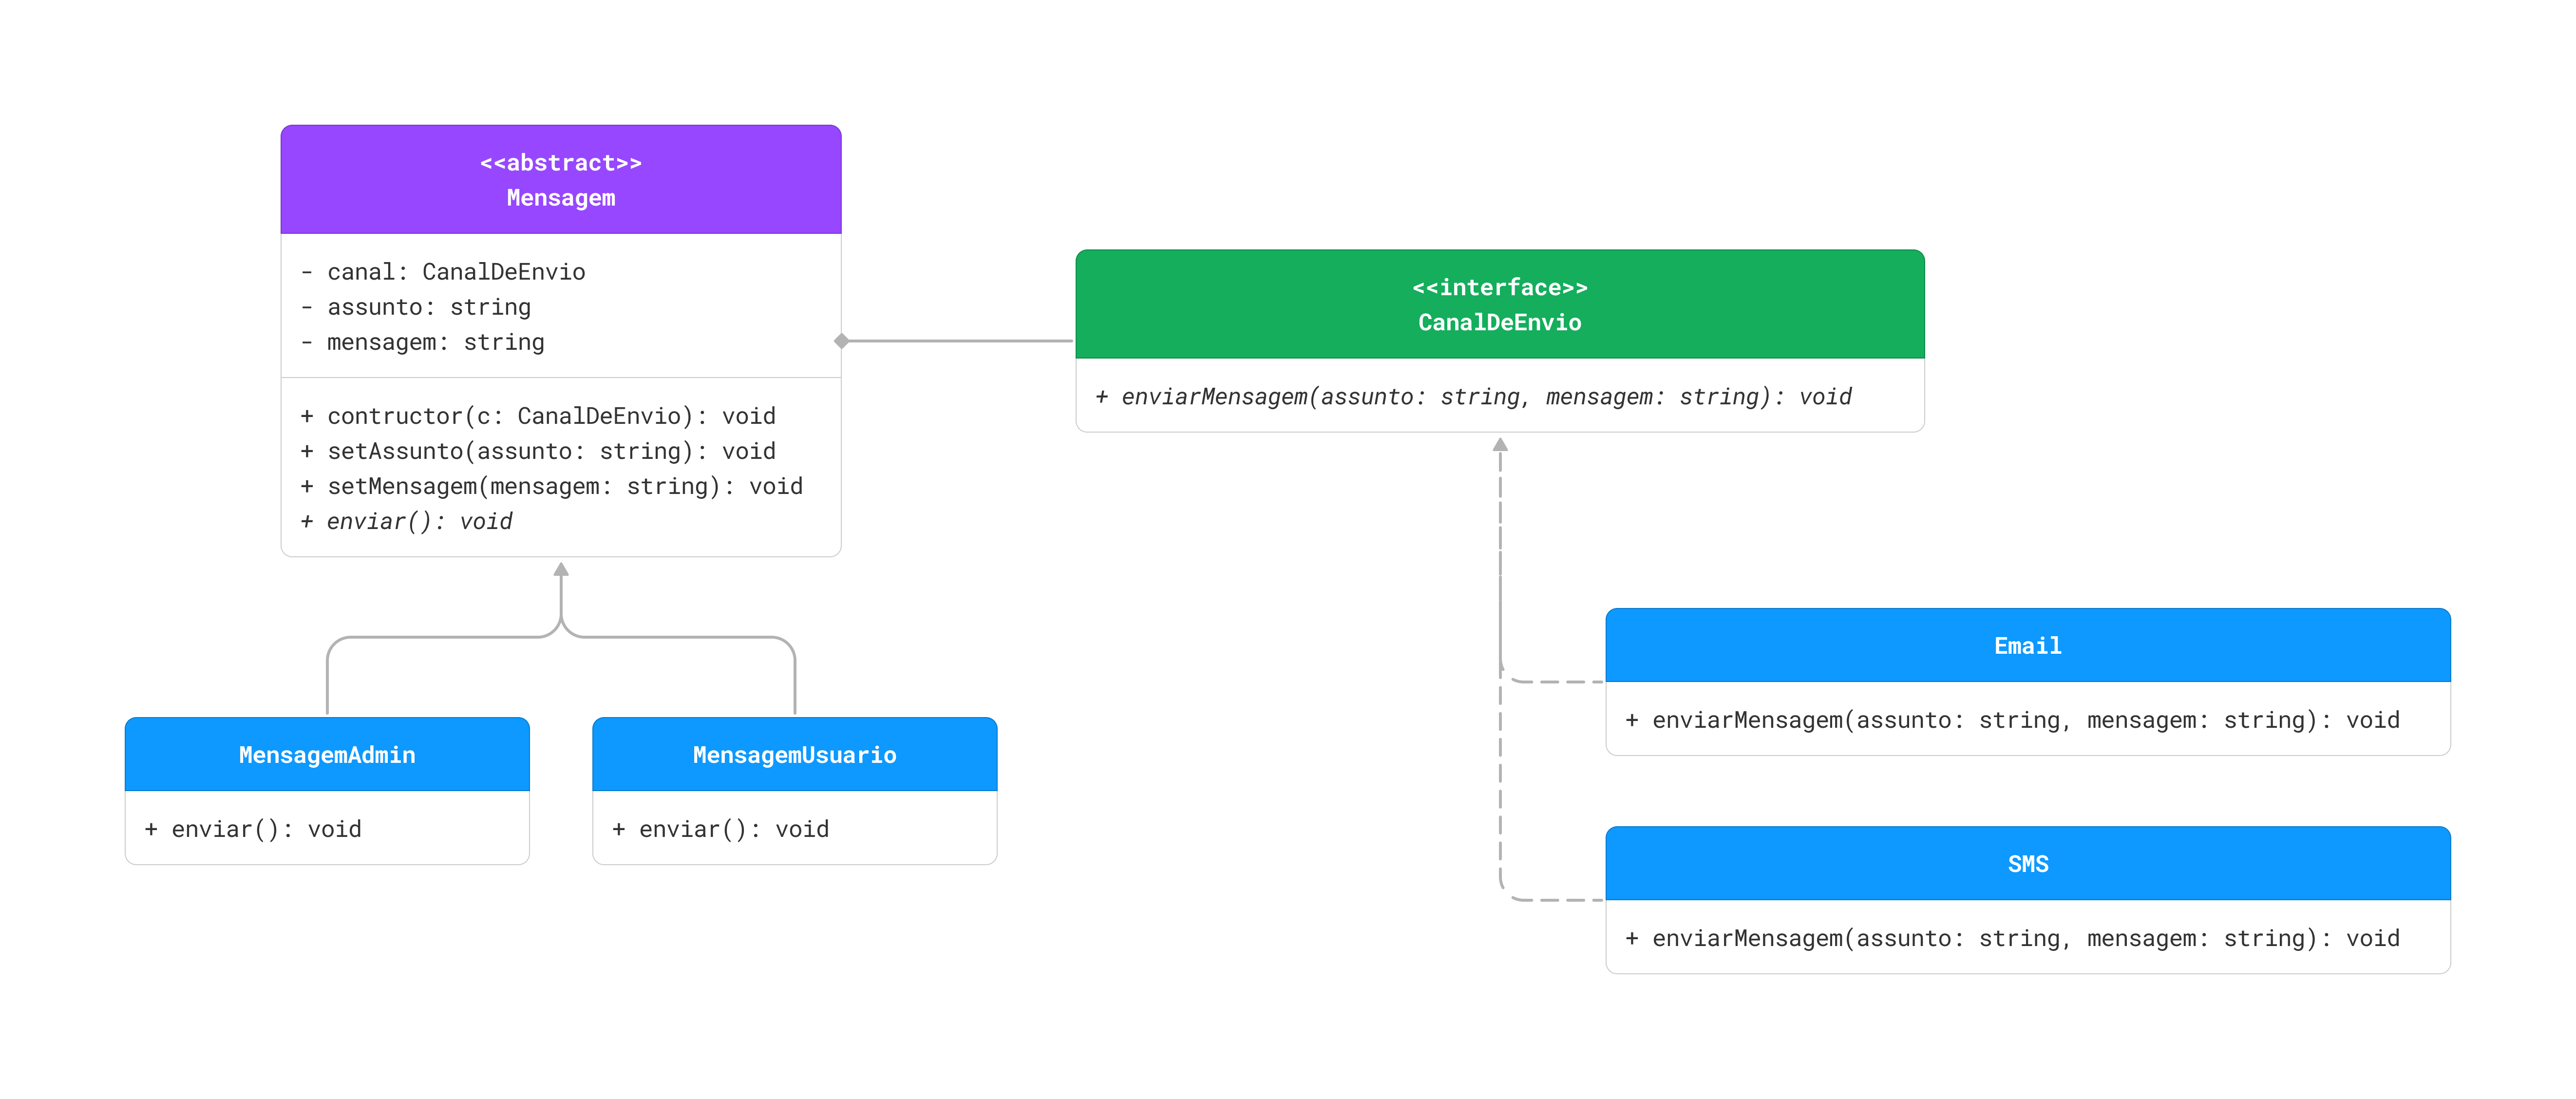 <<abstract>>
Mensagem
- canal: CanalDeEnvio
- assunto: string
- mensagem: string
+ contructor(c: CanalDeEnvio): void
+ setAssunto(assunto: string): void
+ setMensagem(mensagem: string): void
+ enviar(): void
<<interface>>
CanalDeEnvio
+ enviarMensagem(assunto: string, mensagem: string): void
MensagemAdmin
+ enviar(): void
MensagemUsuario
+ enviar(): void
Email
+ enviarMensagem(assunto: string, mensagem: string): void
SMS
+ enviarMensagem(assunto: string, mensagem: string): void